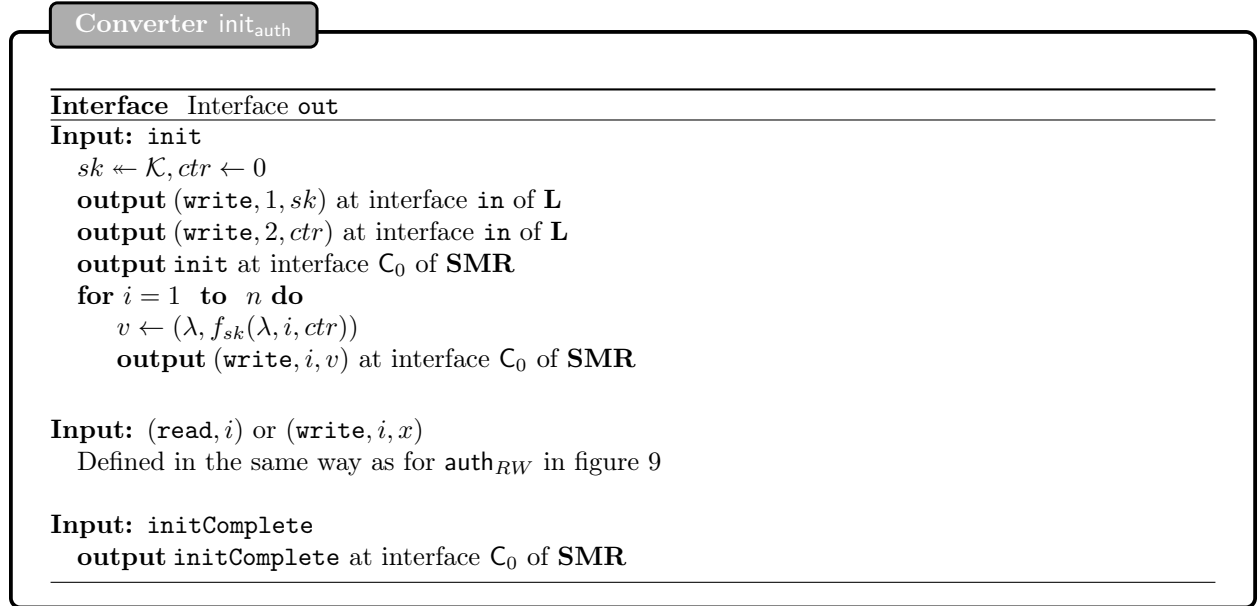 Converter init_auth
Interface Interface out
Input: init
sk ↞ 𝒦, ctr ← 0
output (write, 1, sk) at interface in of L
output (write, 2, ctr) at interface in of L
output init at interface C₀ of SMR
for i = 1 to n do
v ← (λ, f_sk(λ, i, ctr))
output (write, i, v) at interface C₀ of SMR
Input: (read, i) or (write, i, x)
Defined in the same way as for auth_RW in figure 9
Input: initComplete
output initComplete at interface C₀ of SMR